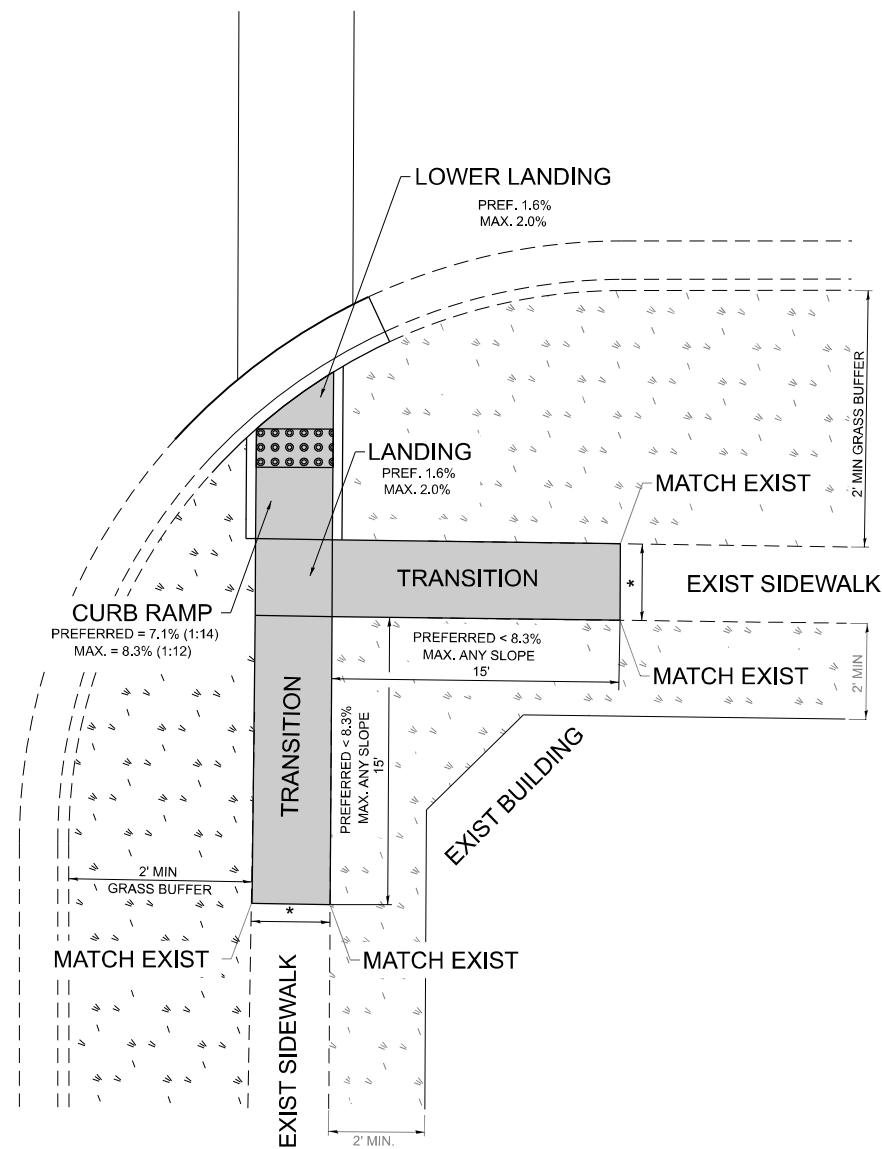 LOWER LANDING
PREF. 1.6%
MAX. 2.0%
2' MIN GRASS BUFFER
LANDING
PREF. 1.6%
MAX. 2.0%
MATCH EXIST
TRANSITION
*
EXIST SIDEWALK
CURB RAMP
PREFERRED = 7.1% (1:14)
MAX. = 8.3% (1:12)
PREFERRED < 8.3%
MAX. ANY SLOPE
15'
MATCH EXIST
2' MIN
TRANSITION
PREFERRED < 8.3%
MAX. ANY SLOPE
15'
EXIST BUILDING
2' MIN
GRASS BUFFER
*
MATCH EXIST
MATCH EXIST
EXIST SIDEWALK
2' MIN.